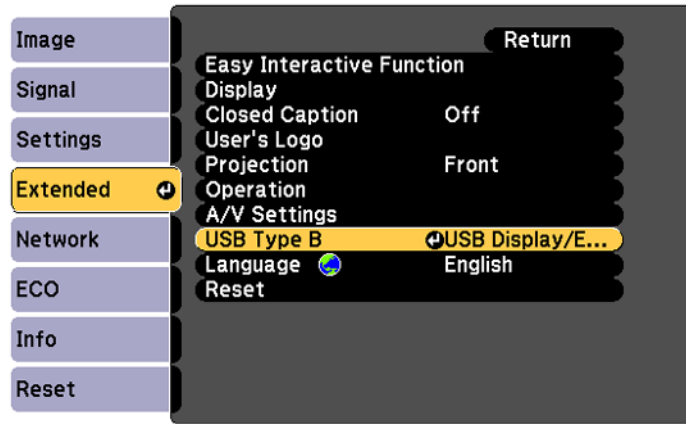 Image
Signal
Settings
Extended
Network
ECO
Info
Reset
Return
Easy Interactive Function
Display
Closed Caption Off
User's Logo
Projection Front
Operation
A/V Settings
USB Type B USB Display/E...
Language English
Reset